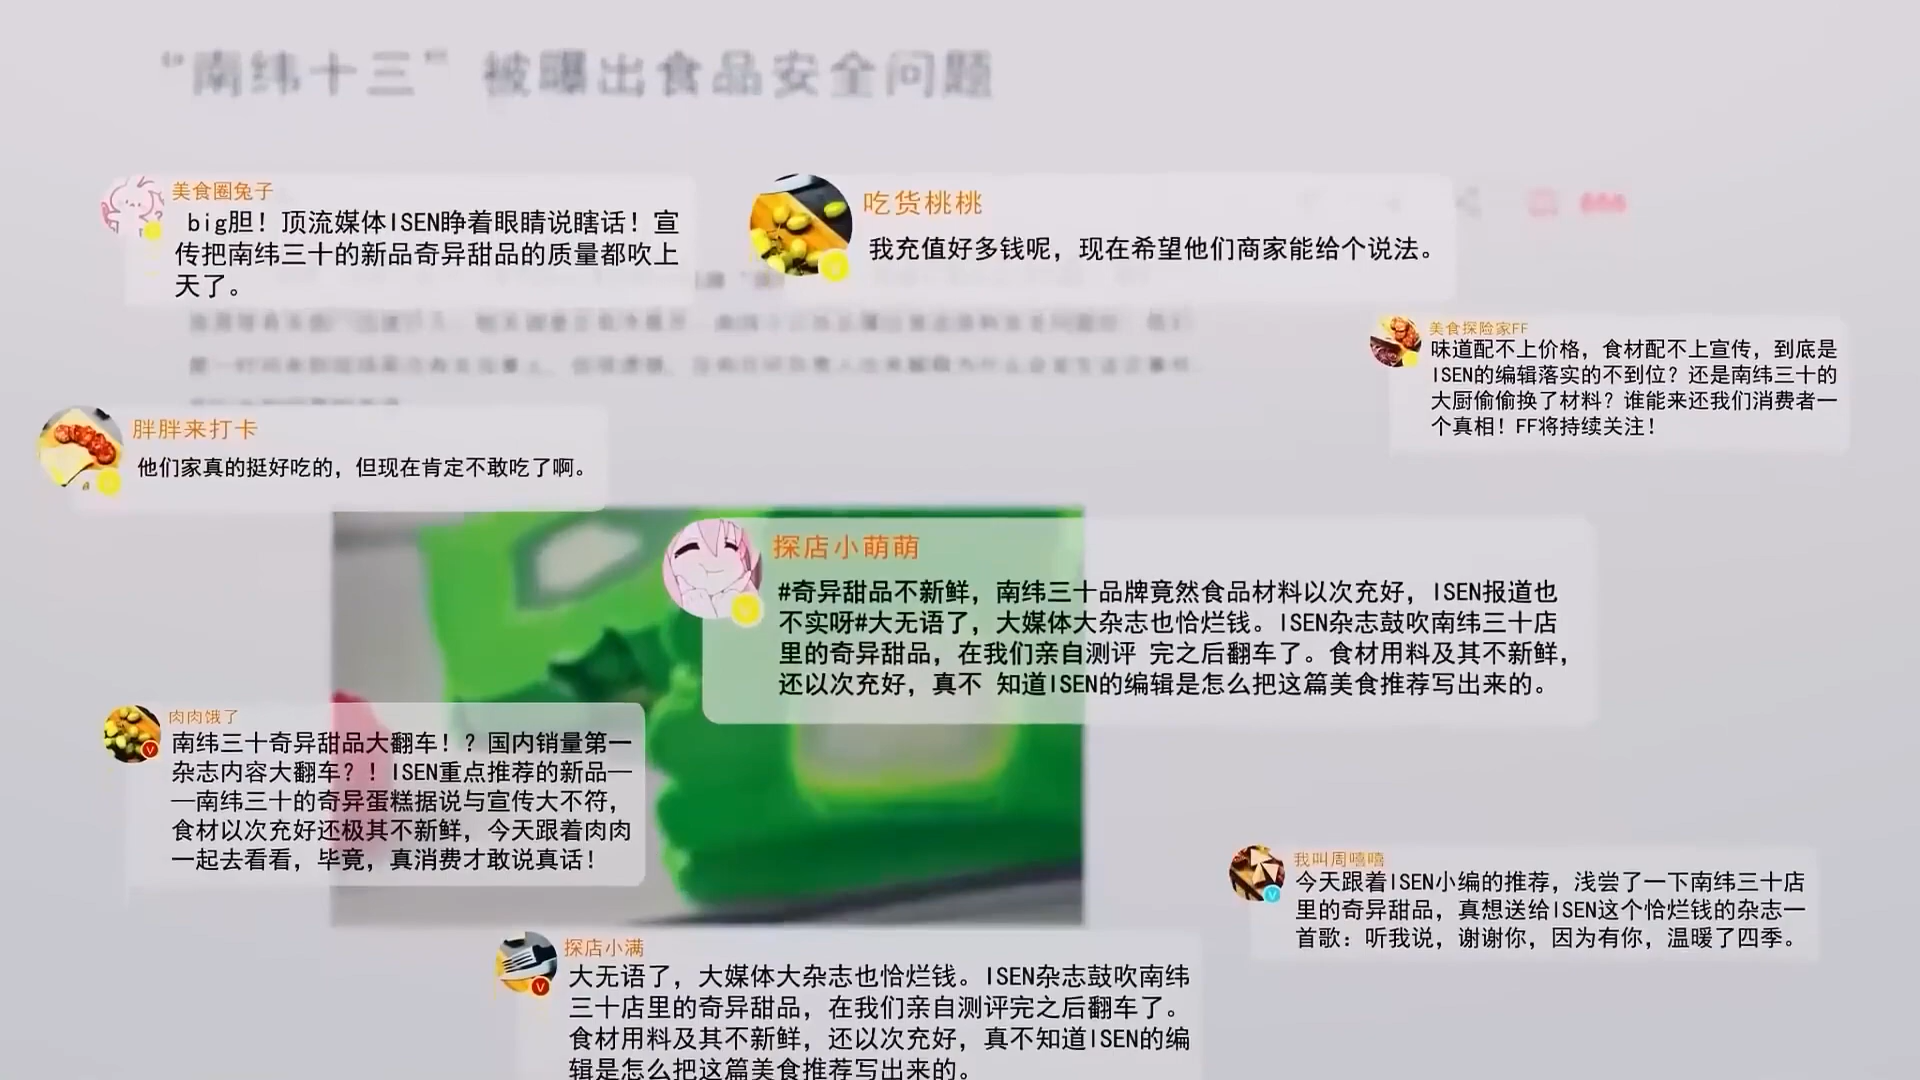 “南纬十三”被曝出食品安全问题
美食圈兔子
big胆！顶流媒体ISEN睁着眼睛说瞎话！宣
传把南纬三十的新品奇异甜品的质量都吹上
天了。
吃货桃桃
我充值好多钱呢，现在希望他们商家能给个说法。
美食探险家FF
味道配不上价格，食材配不上宣传，到底是
ISEN的编辑落实的不到位？还是南纬三十的
大厨偷偷换了材料？谁能来还我们消费者一
个真相！FF将持续关注！
胖胖来打卡
他们家真的挺好吃的，但现在肯定不敢吃了啊。
探店小萌萌
#奇异甜品不新鲜，南纬三十品牌竟然食品材料以次充好，ISEN报道也
不实呀#大无语了，大媒体大杂志也恰烂钱。ISEN杂志鼓吹南纬三十店
里的奇异甜品，在我们亲自测评 完之后翻车了。食材用料及其不新鲜，
还以次充好，真不 知道ISEN的编辑是怎么把这篇美食推荐写出来的。
肉肉饿了
南纬三十奇异甜品大翻车！？国内销量第一
杂志内容大翻车？！ISEN重点推荐的新品—
—南纬三十的奇异蛋糕据说与宣传大不符，
食材以次充好还极其不新鲜，今天跟着肉肉
一起去看看，毕竟，真消费才敢说真话！
我叫周嘻嘻
今天跟着ISEN小编的推荐，浅尝了一下南纬三十店
里的奇异甜品，真想送给ISEN这个恰烂钱的杂志一
首歌：听我说，谢谢你，因为有你，温暖了四季。
探店小满
大无语了，大媒体大杂志也恰烂钱。ISEN杂志鼓吹南纬
三十店里的奇异甜品，在我们亲自测评完之后翻车了。
食材用料及其不新鲜，还以次充好，真不知道ISEN的编
辑是怎么把这篇美食推荐写出来的。